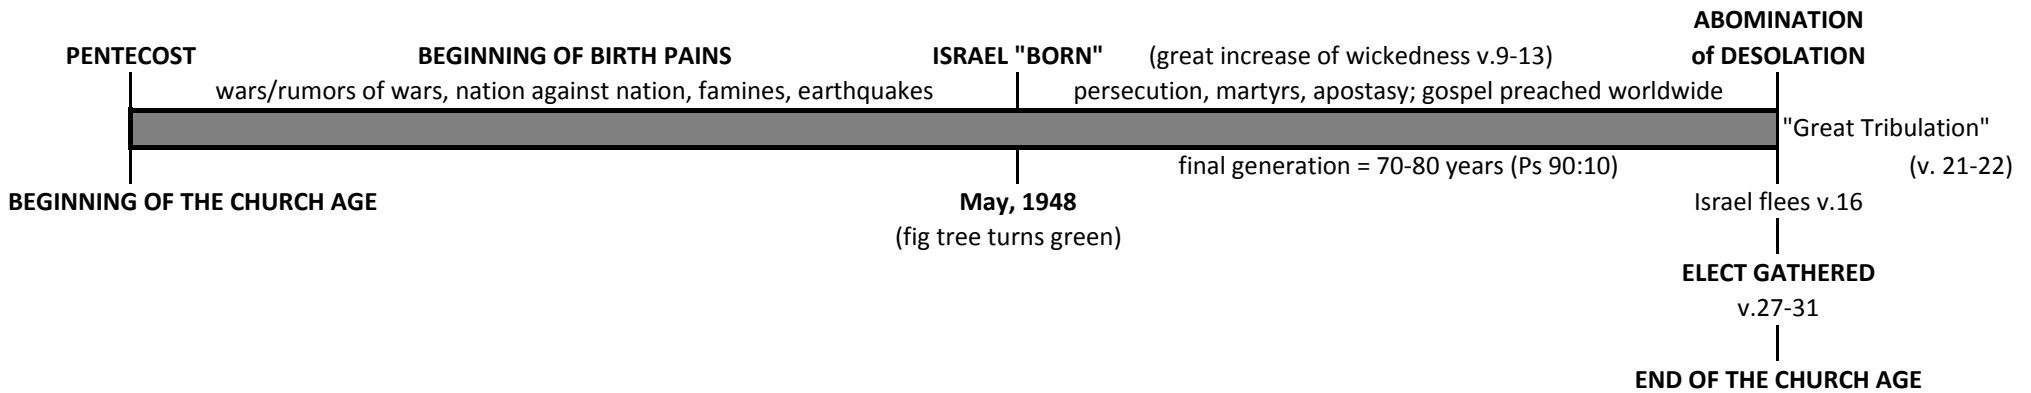 ABOMINATION
PENTECOST BEGINNING OF BIRTH PAINS ISRAEL "BORN" (great increase of wickedness v.9-13) of DESOLATION
wars/rumors of wars, nation against nation, famines, earthquakes persecution, martyrs, apostasy; gospel preached worldwide
"Great Tribulation"
final generation = 70-80 years (Ps 90:10) (v. 21-22)
BEGINNING OF THE CHURCH AGE May, 1948 Israel flees v.16
(fig tree turns green)
ELECT GATHERED
v.27-31
END OF THE CHURCH AGE